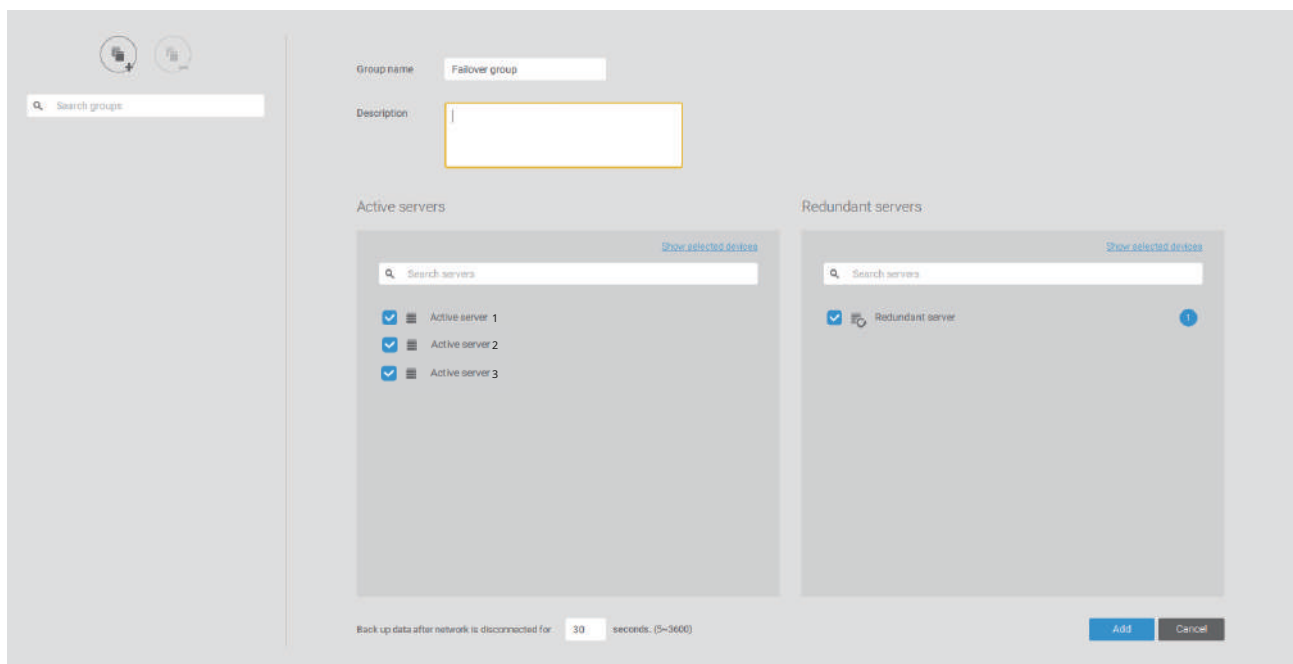 Search groups
Group name Failover group
Description
Active servers
Show selected devices
Search servers
Active server 1
Active server 2
Active server 3
Redundant servers
Show selected devices
Search servers
Redundant server 1
Back up data after network is disconnected for 30 seconds. (5~3600)
Add Cancel